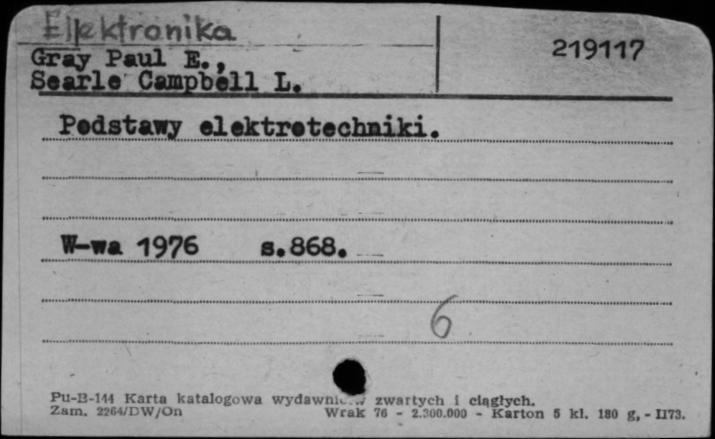 Elektronika
219117
Gray Paul E.,
Searle Campbell L.
Podstawy elektrotechniki.
W-wa 1976 s.868.
6
Pu-B-144 Karta katalogowa zwartych i ciągłych.
Zam. 2264/DW/On Wrak 76 - 2.300.000 - Karton 5 kl. 180 g, - I173.